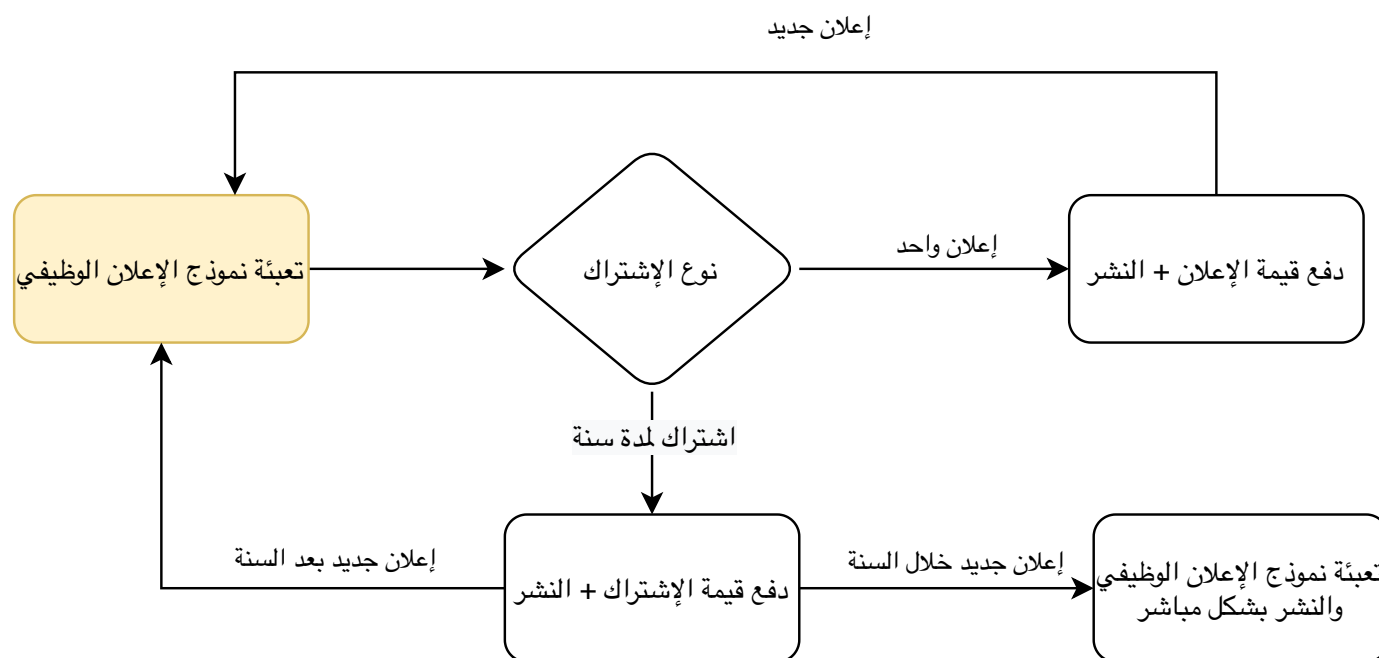 إعلان جديد
تعبئة نموذج الإعلان الوظيفي
نوع الإشتراك
إعلان واحد
دفع قيمة الإعلان + النشر
اشتراك لمدة سنة
إعلان جديد بعد السنة
دفع قيمة الإشتراك + النشر
إعلان جديد خلال السنة
تعبئة نموذج الإعلان الوظيفي
والنشر بشكل مباشر